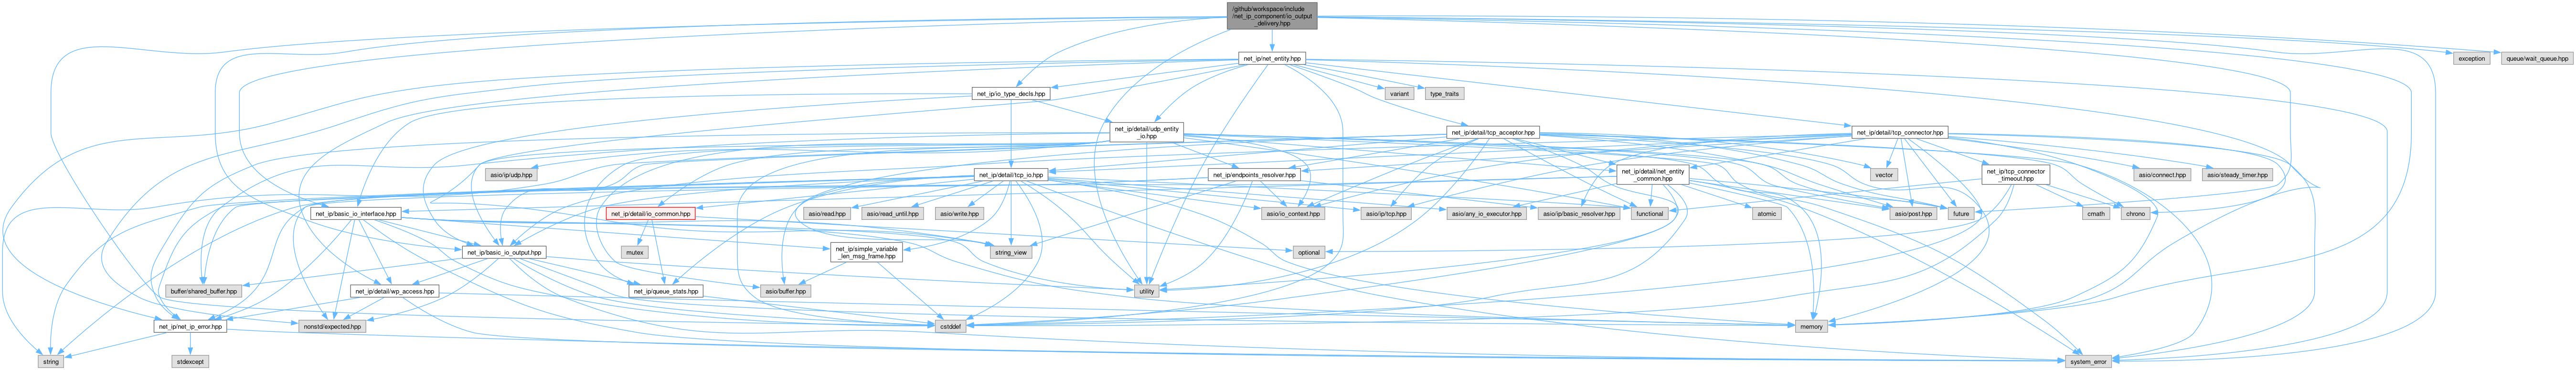 /github/workspace/include
/net_ip_component/io_output
_delivery.hpp
net_ip/net_entity.hpp
exception
queue/wait_queue.hpp
net_ip/io_type_decls.hpp
variant
type_traits
net_ip/detail/udp_entity
_io.hpp
net_ip/detail/tcp_acceptor.hpp
net_ip/detail/tcp_connector.hpp
asio/ip/udp.hpp
net_ip/detail/tcp_io.hpp
net_ip/endpoints_resolver.hpp
net_ip/detail/net_entity
_common.hpp
vector
net_ip/tcp_connector
_timeout.hpp
asio/connect.hpp
asio/steady_timer.hpp
net_ip/basic_io_interface.hpp
net_ip/detail/io_common.hpp
asio/read.hpp
asio/read_until.hpp
asio/write.hpp
asio/io_context.hpp
asio/ip/tcp.hpp
asio/any_io_executor.hpp
asio/ip/basic_resolver.hpp
functional
atomic
asio/post.hpp
future
cmath
chrono
net_ip/basic_io_output.hpp
mutex
net_ip/simple_variable
_len_msg_frame.hpp
string_view
optional
buffer/shared_buffer.hpp
net_ip/detail/wp_access.hpp
net_ip/queue_stats.hpp
asio/buffer.hpp
utility
net_ip/net_ip_error.hpp
nonstd/expected.hpp
cstddef
memory
string
stdexcept
system_error